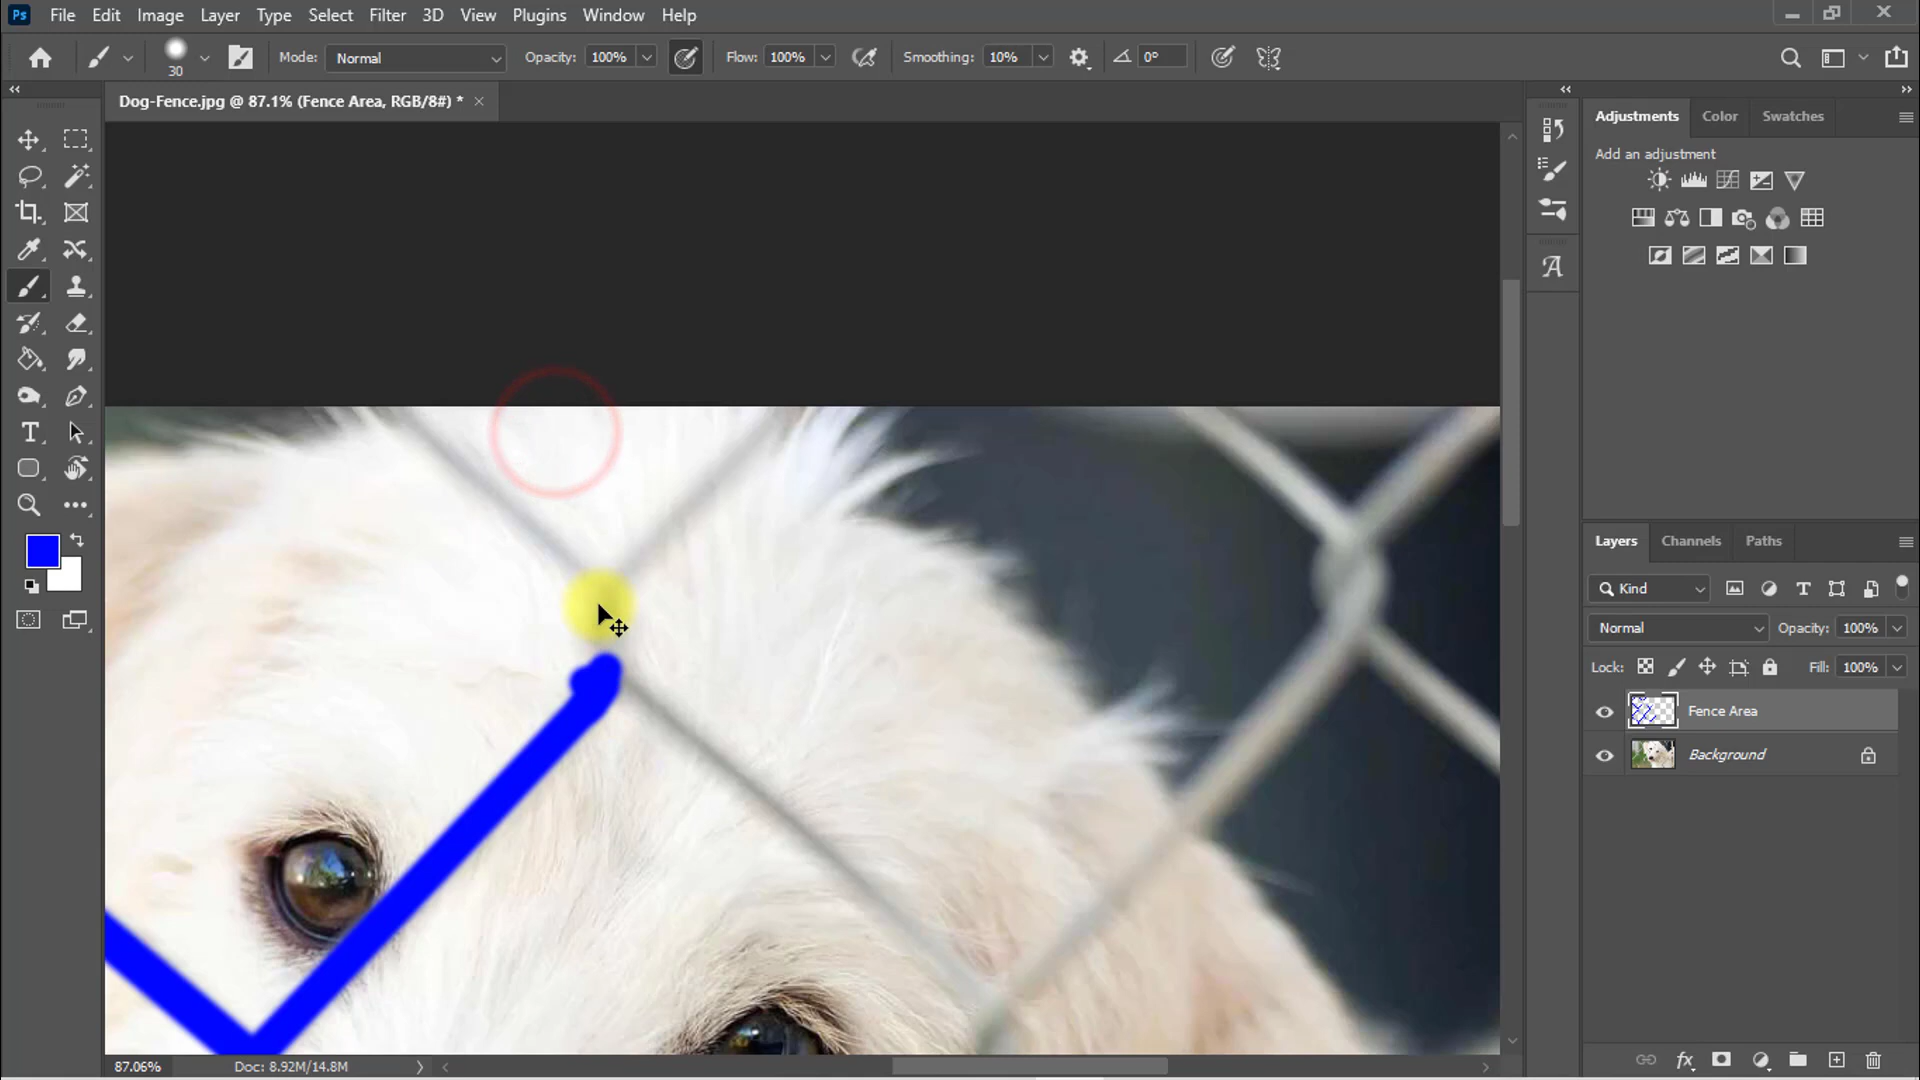 Ps File Edit Image Layer Type Select Filter 3D View Plugins Window Help
30 Mode: Normal Opacity: 100% Flow: 100% Smoothing: 10% 0°
Dog-Fence.jpg @ 87.1% (Fence Area, RGB/8#) * ×
Adjustments Color Swatches
Add an adjustment
Layers Channels Paths
Kind
Normal Opacity: 100%
Lock: Fill: 100%
Fence Area
Background
87.06% Doc: 8.92M/14.8M